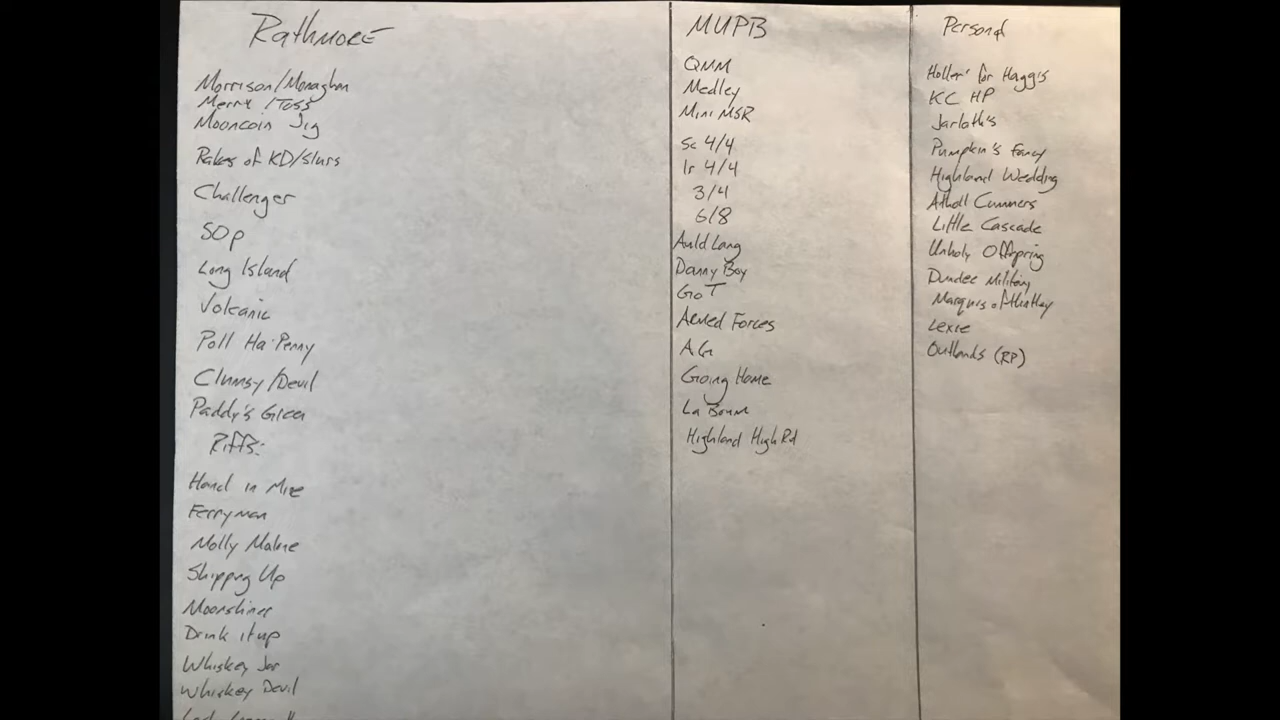 Rathmore
Morrison/Monaghan
Merry/Toss
Mooncoin Jig
Rakes of KD/Slurs
Challenger
SOP
Long Island
Volcanic
Poll Ha'Penny
Clumsy/Devil
Paddy's Green
Riffs:
Hand in Mine
Ferryman
Molly Malone
Shipping Up
Moonshiner
Drink it up
Whiskey Jar
Whiskey Devil
MUPB
QMM
Medley
Mini MSR
Sc 4/4
Ir 4/4
3/4
6/8
Auld Lang
Danny Boy
GoT
Armed Forces
AG
Going Home
La Boum
Highland High Rd
Personal
Holler' for Haggis
KC HP
Jarlath's
Pumpkin's Fancy
Highland Wedding
Atholl Cummers
Little Cascade
Unholy Offspring
Dundee Military
Marquis of Huntley
Lexie
Outlands (RP)